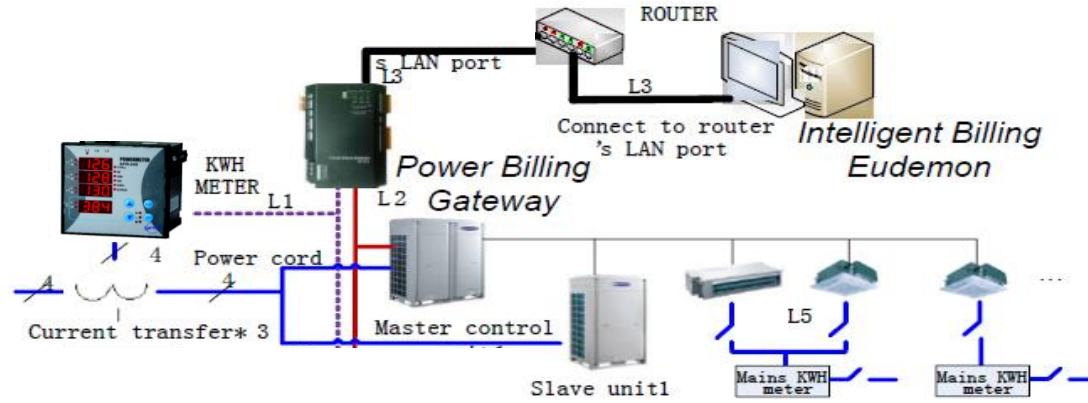 ROUTER
's LAN port
L3
L3
Connect to router
's LAN port
Intelligent Billing
Eudemon
KWH
METER
Power Billing
Gateway
L1
L2
126
128
130
384
4
Power cord
4
4
Current transfer* 3
Master control
L5
...
Slave unit1
Mains KWH
meter
Mains KWH
meter